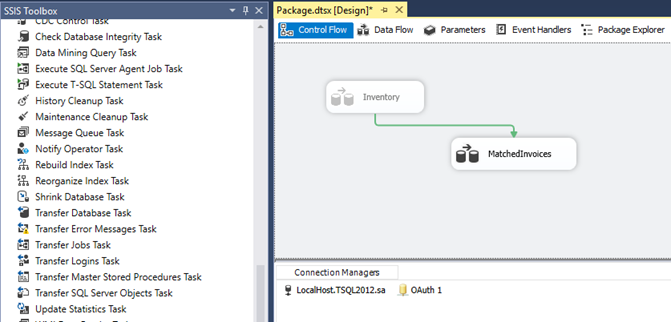 SSIS Toolbox
CDC Control Task
Check Database Integrity Task
Data Mining Query Task
Execute SQL Server Agent Job Task
Execute T-SQL Statement Task
History Cleanup Task
Maintenance Cleanup Task
Message Queue Task
Notify Operator Task
Rebuild Index Task
Reorganize Index Task
Shrink Database Task
Transfer Database Task
Transfer Error Messages Task
Transfer Jobs Task
Transfer Logins Task
Transfer Master Stored Procedures Task
Transfer SQL Server Objects Task
Update Statistics Task
Package.dtsx [Design]*
Control Flow Data Flow Parameters Event Handlers Package Explorer
Inventory
MatchedInvoices
Connection Managers
LocalHost.TSQL2012.sa OAuth 1